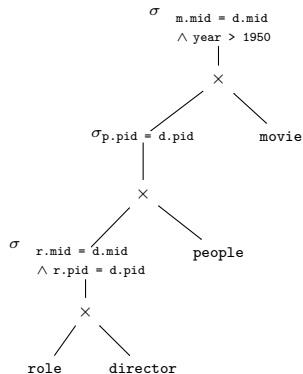 σ m.mid = d.mid
∧ year > 1950
×
σp.pid = d.pid
movie
×
σ r.mid = d.mid
∧ r.pid = d.pid
people
×
role director